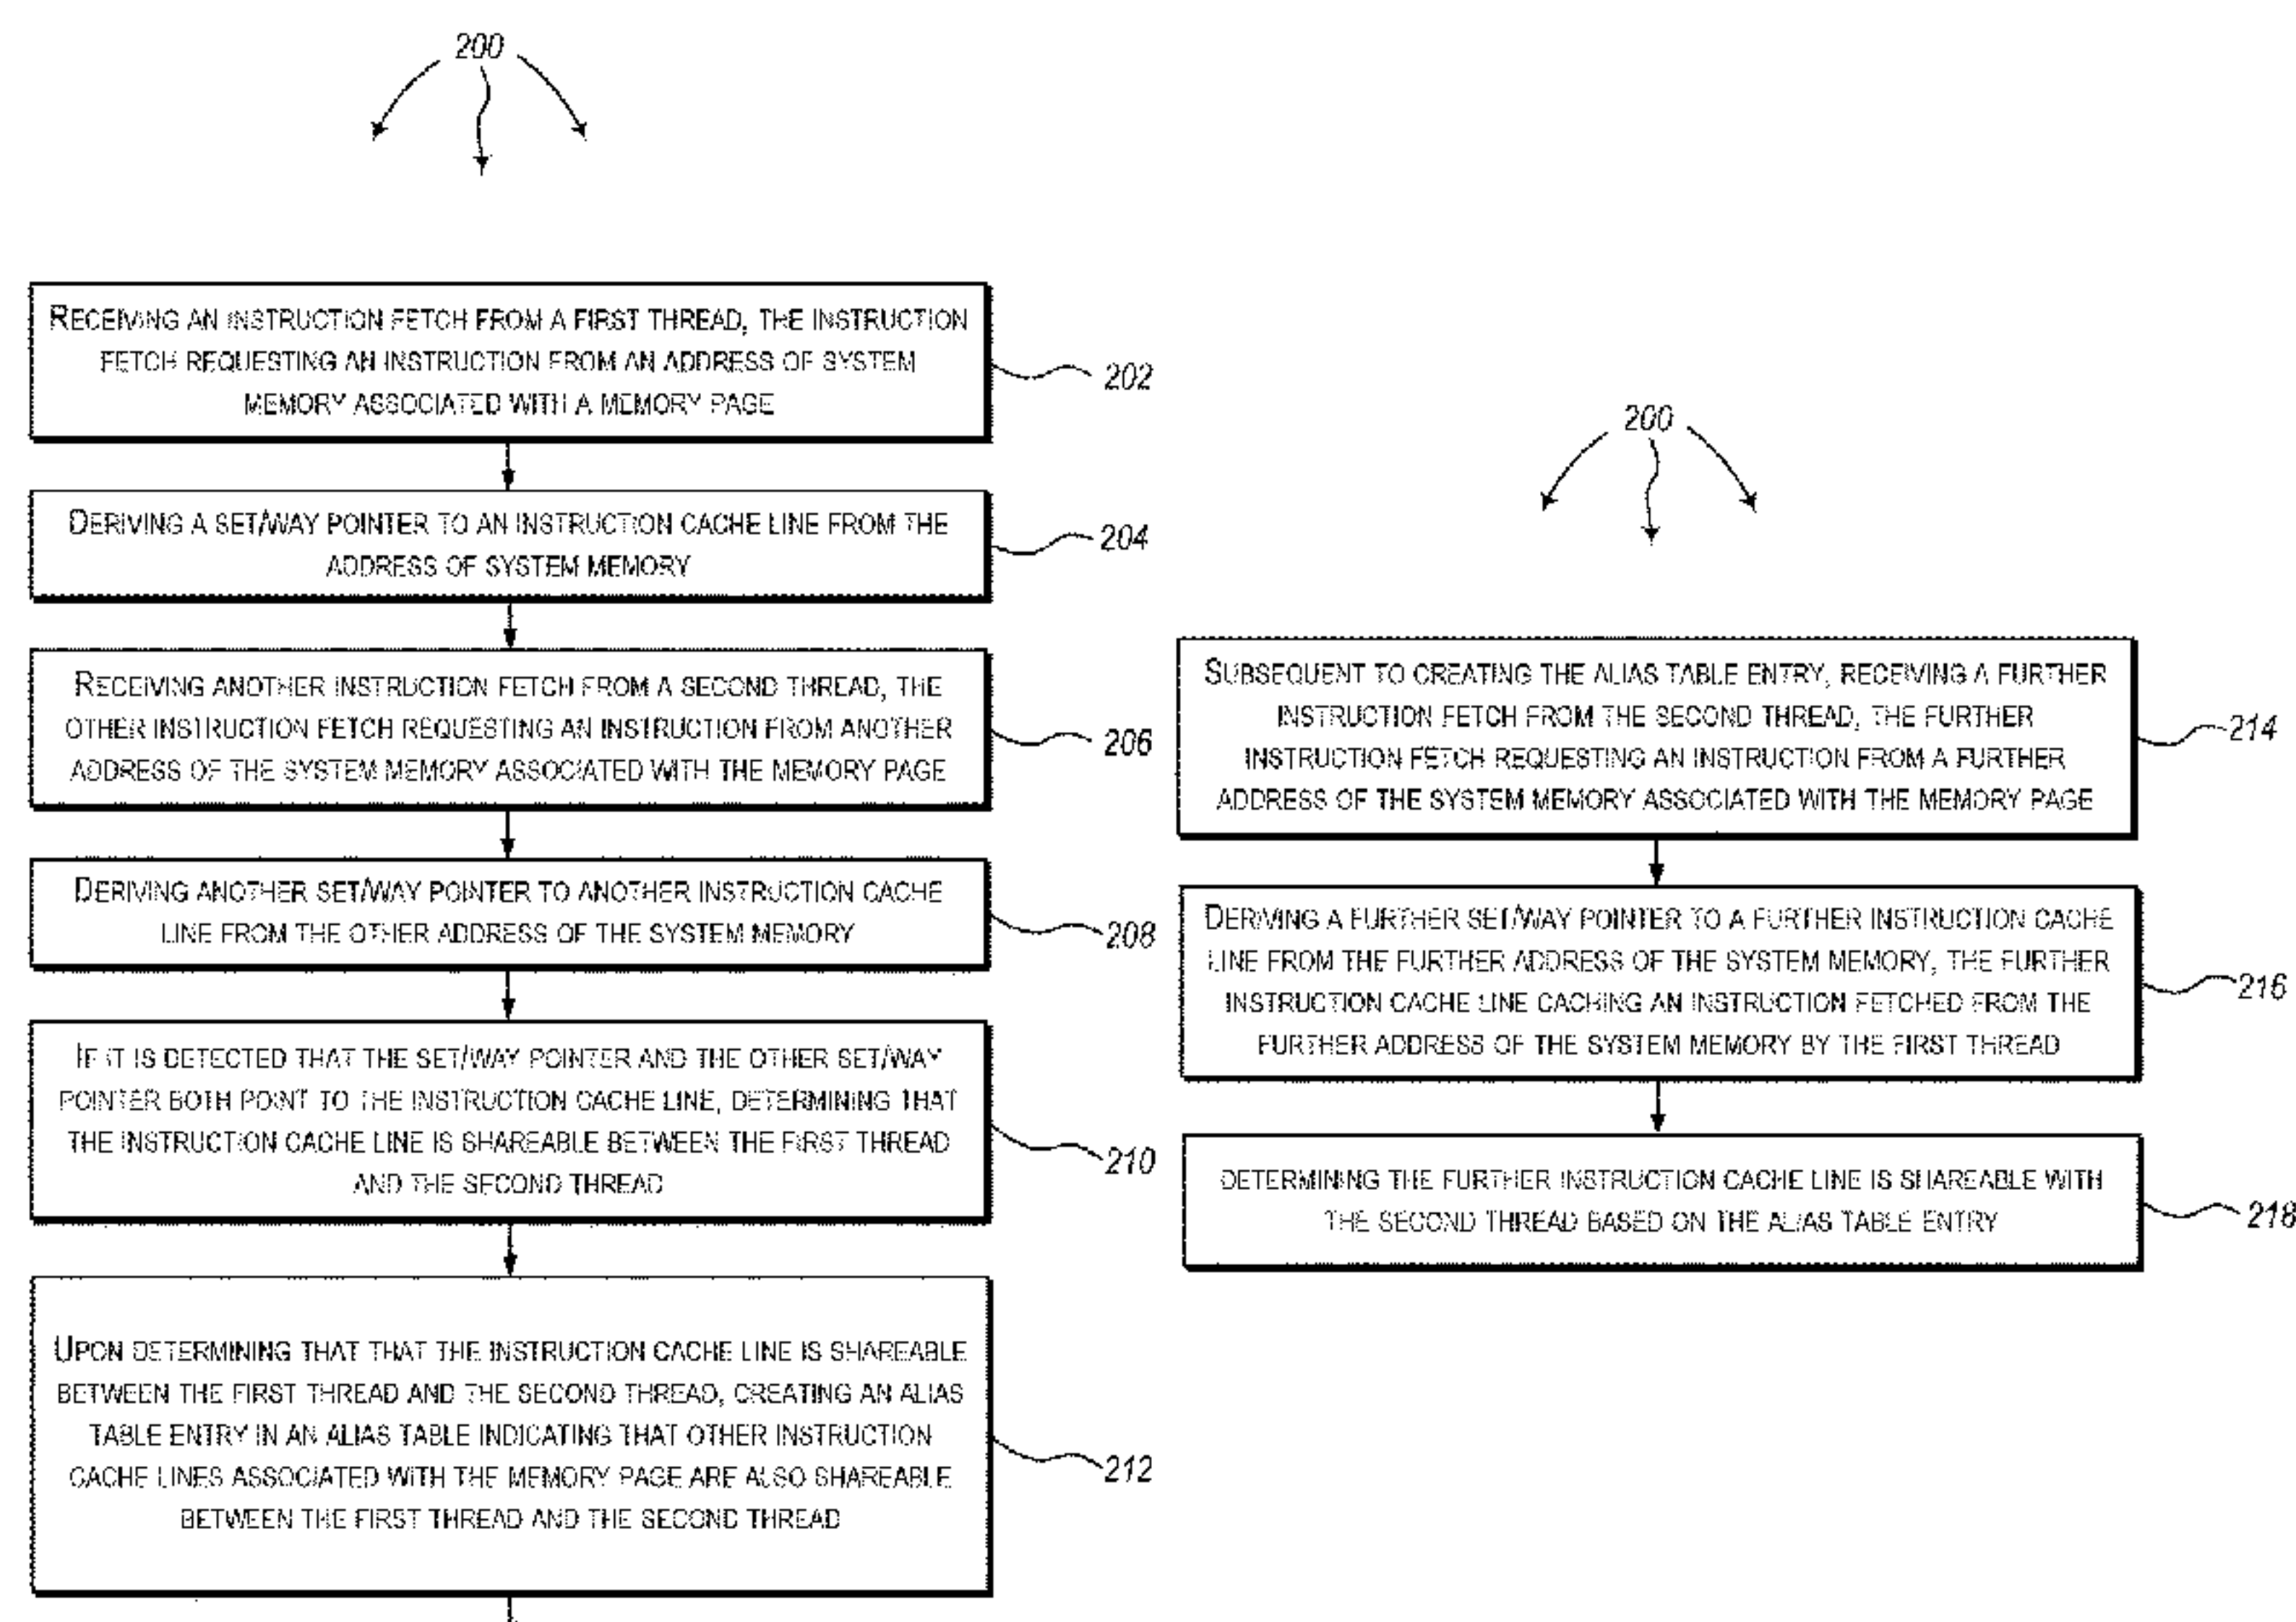 200
RECEIVING AN INSTRUCTION FETCH FROM A FIRST THREAD, THE INSTRUCTION
FETCH REQUESTING AN INSTRUCTION FROM AN ADDRESS OF SYSTEM
MEMORY ASSOCIATED WITH A MEMORY PAGE
202
DERIVING A SET/WAY POINTER TO AN INSTRUCTION CACHE LINE FROM THE
ADDRESS OF SYSTEM MEMORY
204
RECEIVING ANOTHER INSTRUCTION FETCH FROM A SECOND THREAD, THE
OTHER INSTRUCTION FETCH REQUESTING AN INSTRUCTION FROM ANOTHER
ADDRESS OF THE SYSTEM MEMORY ASSOCIATED WITH THE MEMORY PAGE
206
DERIVING ANOTHER SET/WAY POINTER TO ANOTHER INSTRUCTION CACHE
LINE FROM THE OTHER ADDRESS OF THE SYSTEM MEMORY
208
IF IT IS DETECTED THAT THE SET/WAY POINTER AND THE OTHER SET/WAY
POINTER BOTH POINT TO THE INSTRUCTION CACHE LINE, DETERMINING THAT
THE INSTRUCTION CACHE LINE IS SHAREABLE BETWEEN THE FIRST THREAD
AND THE SECOND THREAD
210
UPON DETERMINING THAT THAT THE INSTRUCTION CACHE LINE IS SHAREABLE
BETWEEN THE FIRST THREAD AND THE SECOND THREAD, CREATING AN ALIAS
TABLE ENTRY IN AN ALIAS TABLE INDICATING THAT OTHER INSTRUCTION
CACHE LINES ASSOCIATED WITH THE MEMORY PAGE ARE ALSO SHAREABLE
BETWEEN THE FIRST THREAD AND THE SECOND THREAD
212
200
SUBSEQUENT TO CREATING THE ALIAS TABLE ENTRY, RECEIVING A FURTHER
INSTRUCTION FETCH FROM THE SECOND THREAD, THE FURTHER
INSTRUCTION FETCH REQUESTING AN INSTRUCTION FROM A FURTHER
ADDRESS OF THE SYSTEM MEMORY ASSOCIATED WITH THE MEMORY PAGE
214
DERIVING A FURTHER SET/WAY POINTER TO A FURTHER INSTRUCTION CACHE
LINE FROM THE FURTHER ADDRESS OF THE SYSTEM MEMORY, THE FURTHER
INSTRUCTION CACHE LINE CACHING AN INSTRUCTION FETCHED FROM THE
FURTHER ADDRESS OF THE SYSTEM MEMORY BY THE FIRST THREAD
216
DETERMINING THE FURTHER INSTRUCTION CACHE LINE IS SHAREABLE WITH
THE SECOND THREAD BASED ON THE ALIAS TABLE ENTRY
218